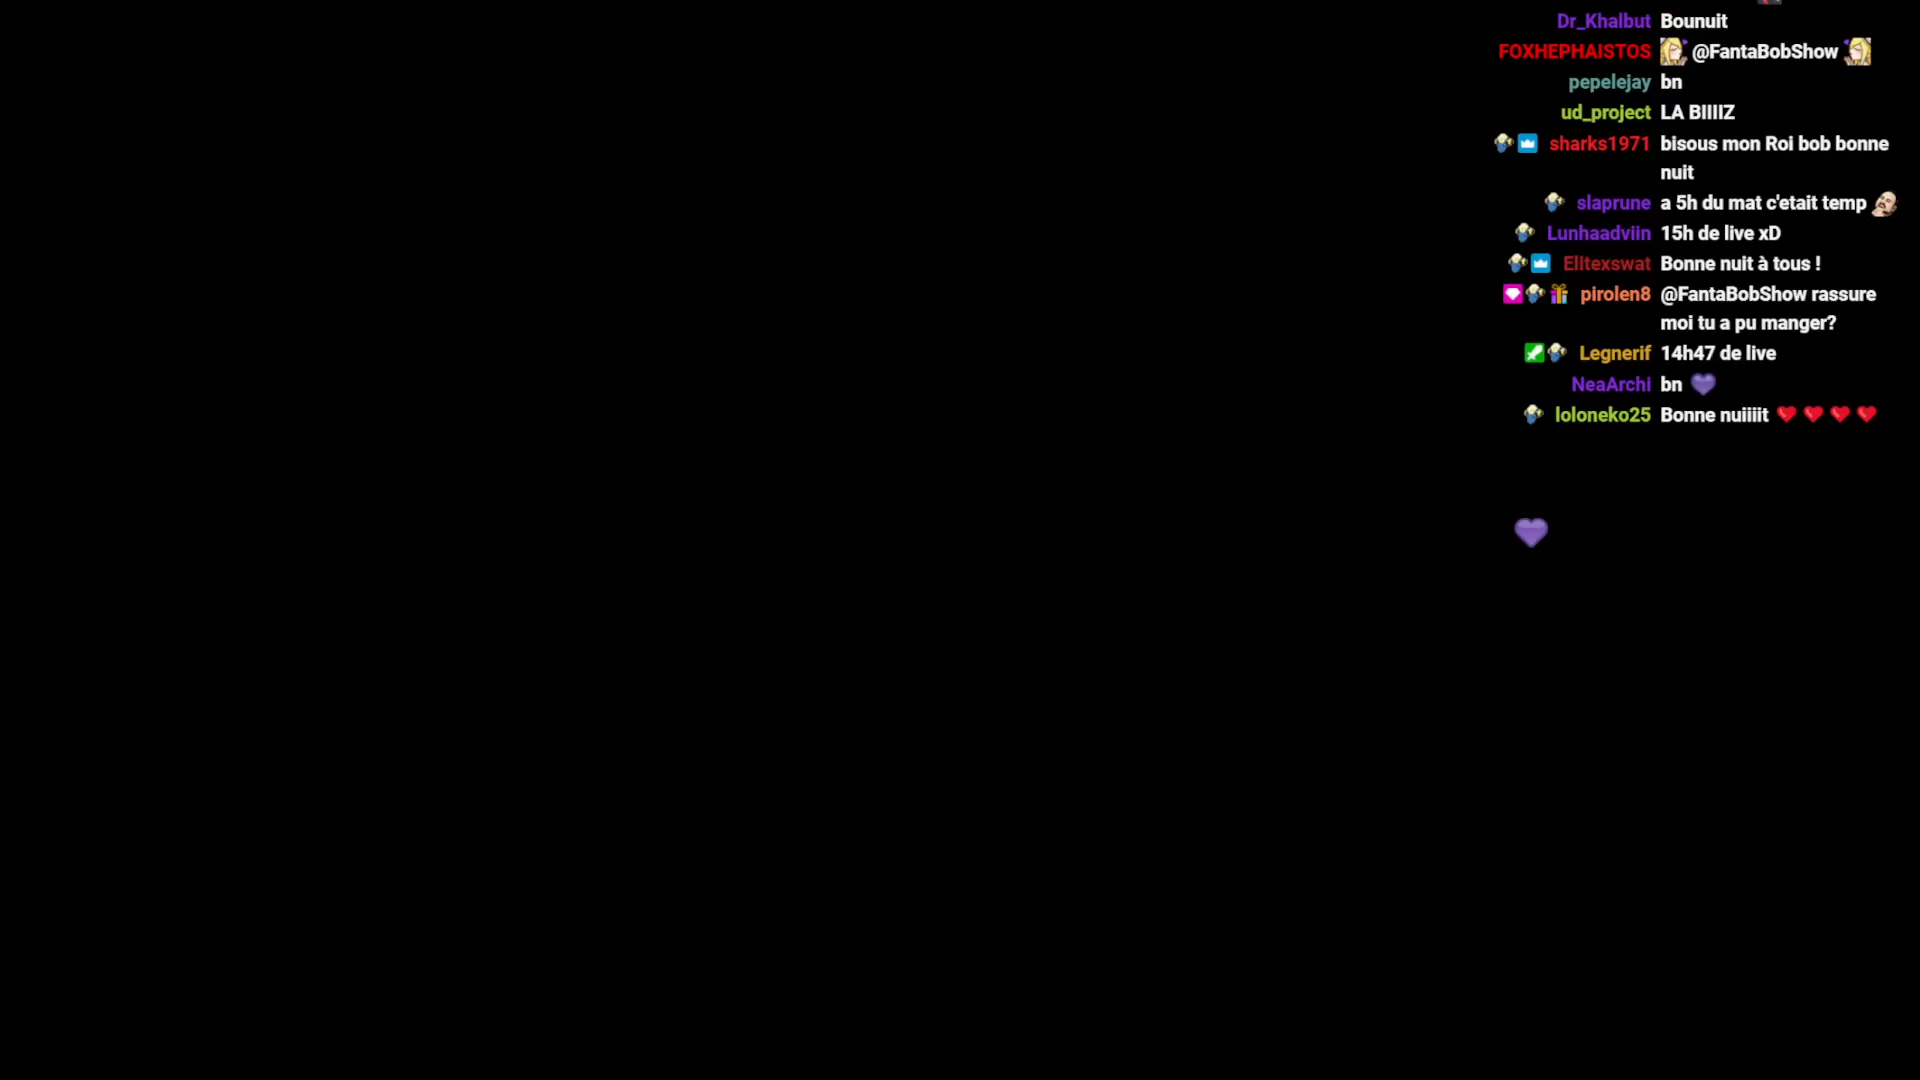 Dr_Khalbut Bounuit
FOXHEPHAISTOS @FantaBobShow
pepelejay bn
ud_project LA BIIIIZ
sharks1971 bisous mon Roi bob bonne
nuit
slaprune a 5h du mat c'etait temp
Lunhaadviin 15h de live xD
Elitexswat Bonne nuit à tous !
pirolen8 @FantaBobShow rassure
moi tu a pu manger?
Legnerif 14h47 de live
NeaArchi bn
loloneko25 Bonne nuiiiit